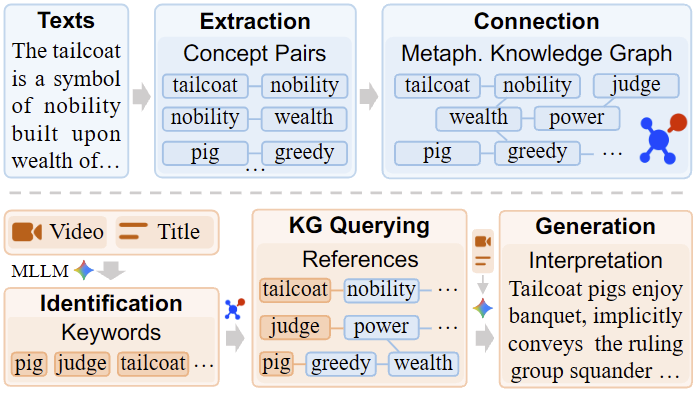 Texts
The tailcoat
is a symbol
of nobility
built upon
wealth of…
Extraction
Concept Pairs
tailcoat nobility
nobility wealth
pig greedy
…
Connection
Metaph. Knowledge Graph
tailcoat nobility judge
wealth power
pig greedy …
Video Title
MLLM
Identification
Keywords
pig judge tailcoat …
KG Querying
References
tailcoat nobility …
judge power …
pig greedy wealth
Generation
Interpretation
Tailcoat pigs enjoy
banquet, implicitly
conveys the ruling
group squander …